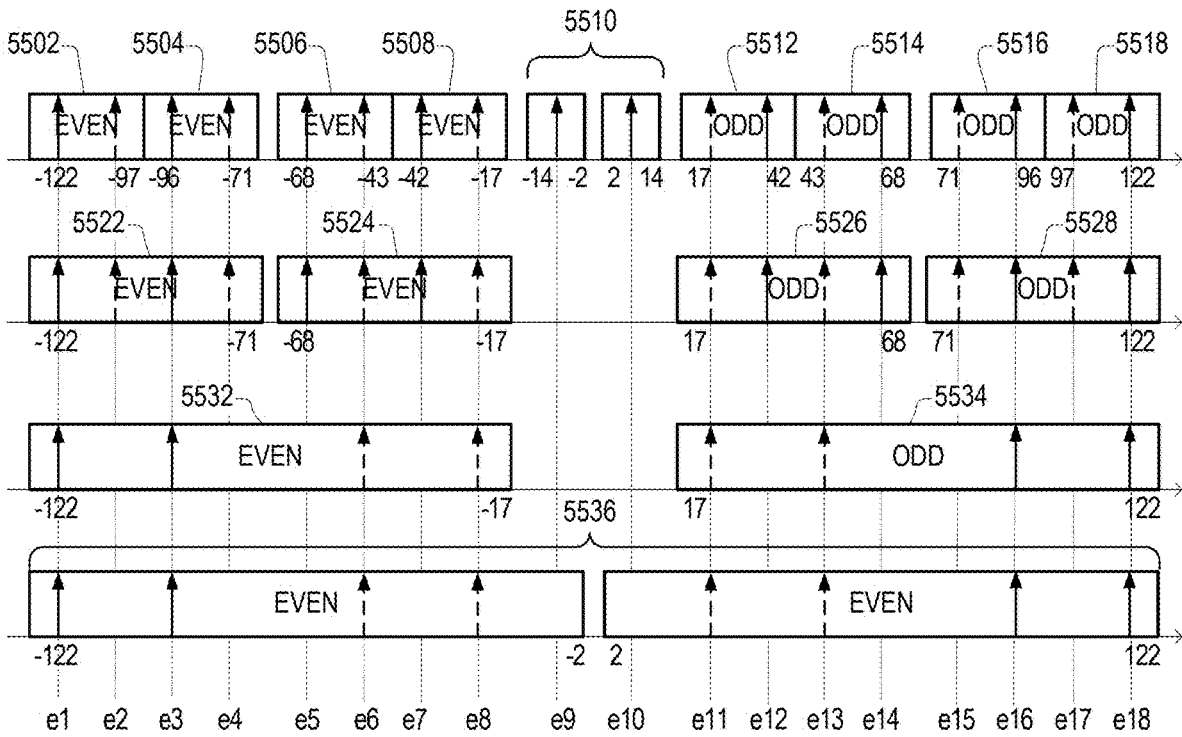 5510
5502 5504 5506 5508 5512 5514 5516 5518
EVEN EVEN EVEN EVEN ODD ODD ODD ODD
-122 -97 -96 -71 -68 -43 -42 -17 -14 -2 2 14 17 42 43 68 71 96 97 122
5522 5524 5526 5528
EVEN EVEN ODD ODD
-122 -71 -68 -17 17 68 71 122
5532 5534
EVEN ODD
-122 -17 17 122
5536
EVEN EVEN
-122 -2 2 122
e1 e2 e3 e4 e5 e6 e7 e8 e9 e10 e11 e12 e13 e14 e15 e16 e17 e18